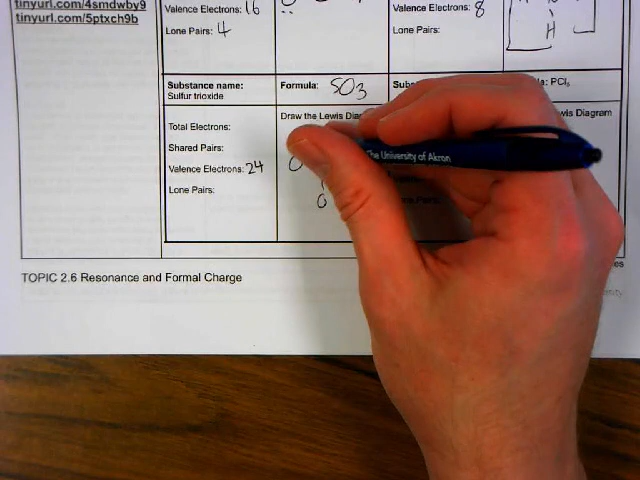 tinyurl.com/4smdwby9
tinyurl.com/5ptxch9b
Valence Electrons: 16
Lone Pairs: 4
Valence Electrons: 8
Lone Pairs:
H
Substance name:
Sulfur trioxide
Formula: SO3
PCl5
Total Electrons:
Shared Pairs:
Valence Electrons: 24
Lone Pairs:
Draw the Lewis
O
O
Lewis Diagram
The University of Akron
TOPIC 2.6 Resonance and Formal Charge